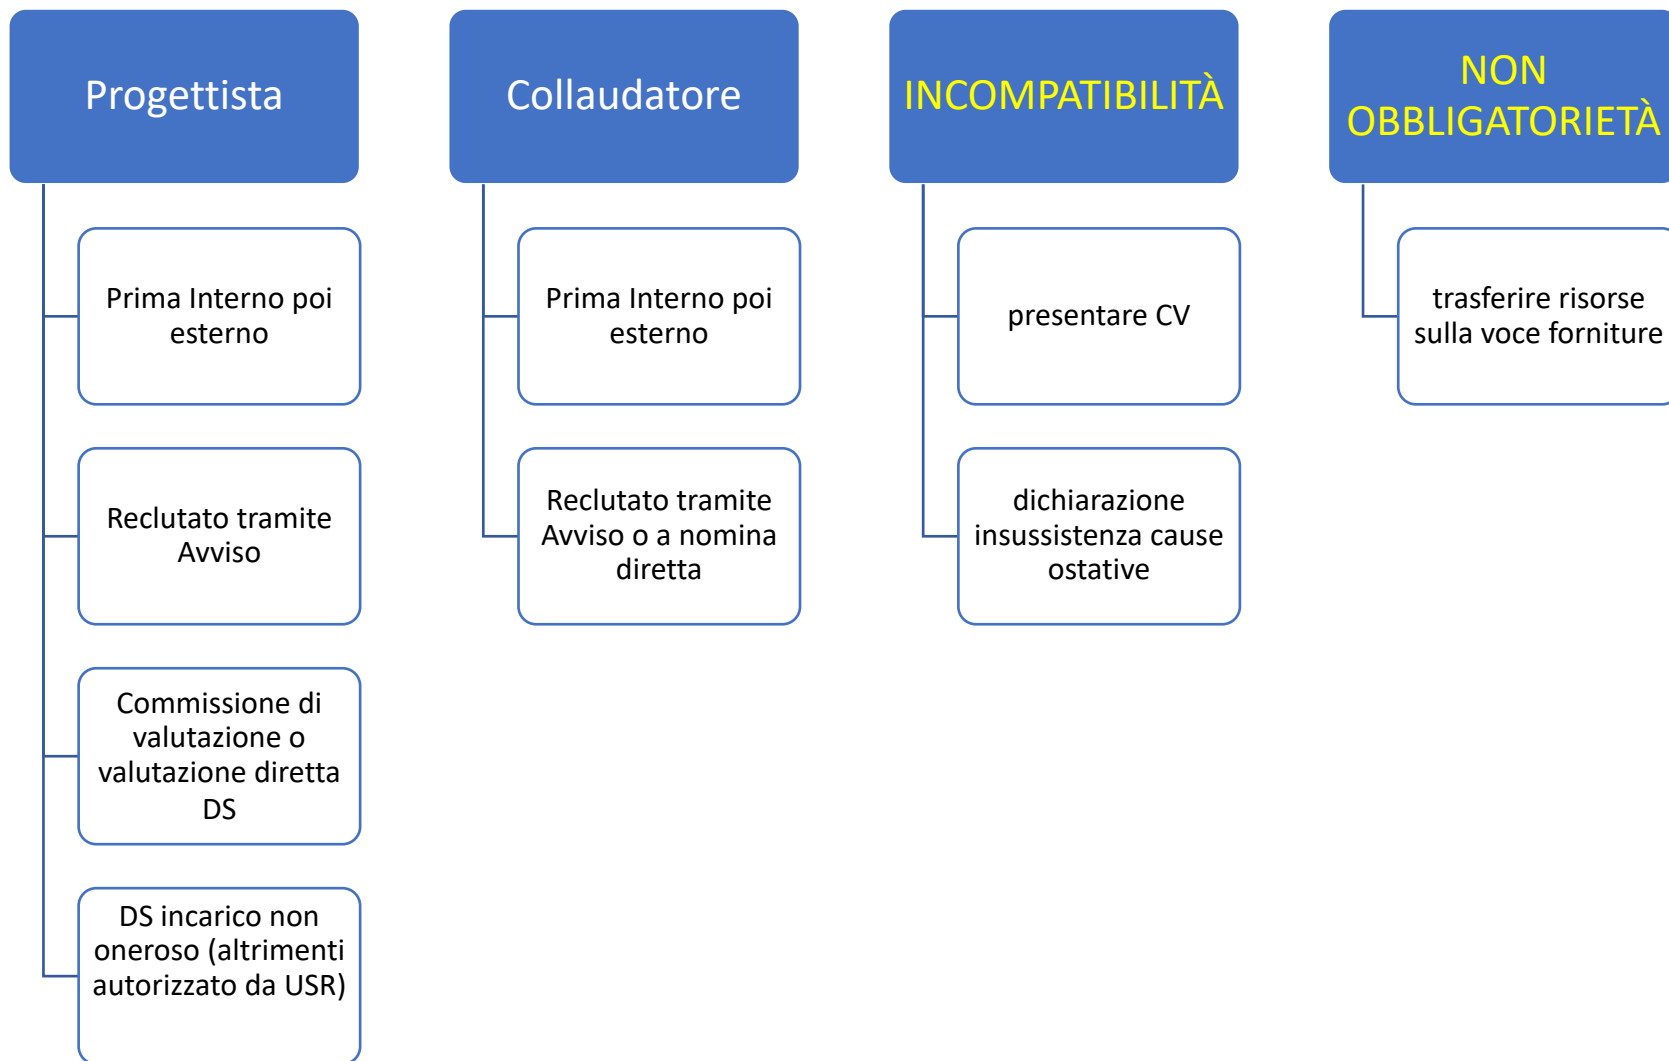 Progettista
Prima Interno poi
esterno
Reclutato tramite
Avviso
Commissione di
valutazione o
valutazione diretta
DS
DS incarico non
oneroso (altrimenti
autorizzato da USR)
Collaudatore
Prima Interno poi
esterno
Reclutato tramite
Avviso o a nomina
diretta
INCOMPATIBILITÀ
presentare CV
dichiarazione
insussistenza cause
ostative
NON
OBBLIGATORIETÀ
trasferire risorse
sulla voce forniture